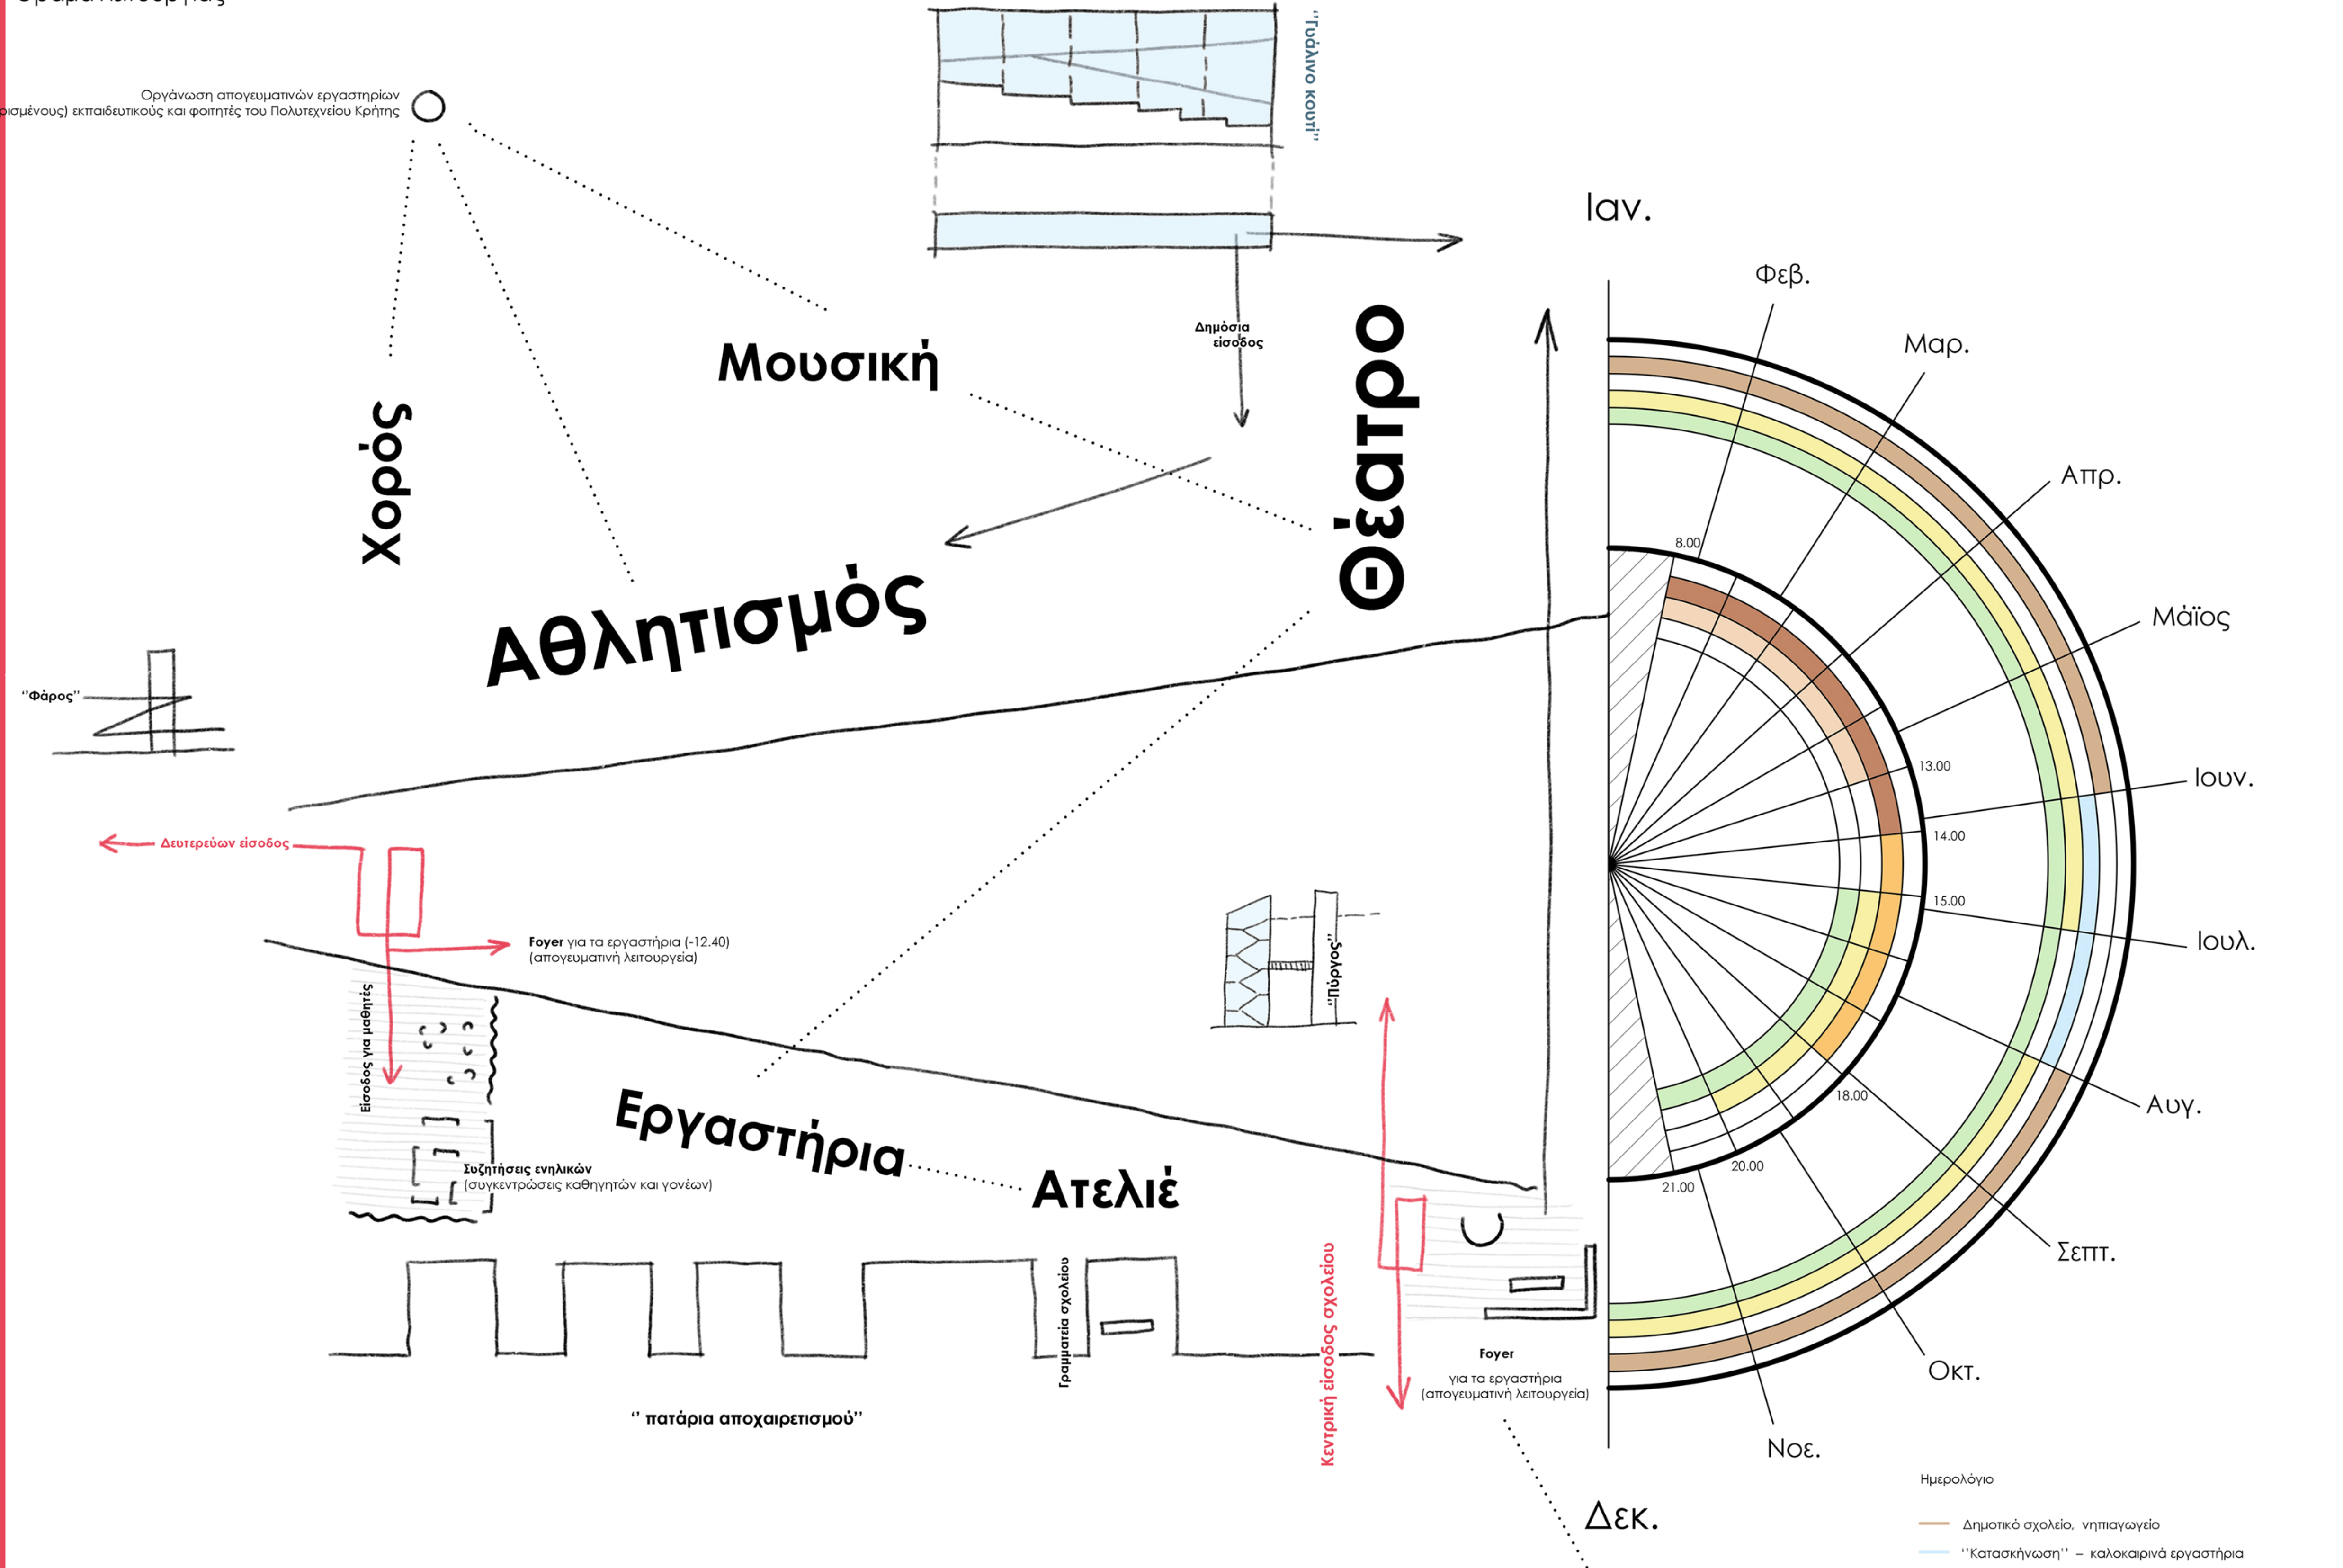 Όραμα λειτουργίας
Οργάνωση απογευματινών εργαστηρίων
εκπαιδευτικούς και φοιτητές του Πολυτεχνείου Κρήτης
''Γυάλινο κουτί''
Ιαν.
Φεβ.
Μαρ.
Απρ.
Μάϊος
Ιουν.
Ιουλ.
Αυγ.
Σεπτ.
Οκτ.
Νοε.
Δεκ.
8.00
13.00
14.00
15.00
18.00
20.00
21.00
Δημόσια
είσοδος
Μουσική
Θέατρο
Χορός
Αθλητισμός
''Φάρος''
Δευτερεύων είσοδος
Foyer για τα εργαστήρια (-12.40)
(απογευματινή λειτουργεία)
''Πύργος''
Είσοδος για μαθητές
Εργαστήρια
Ατελιέ
Συζητήσεις ενηλικών
(συγκεντρώσεις καθηγητών και γονέων)
Γραμματεία σχολείου
Κεντρική είσοδος σχολείου
Foyer
για τα εργαστήρια
(απογευματινή λειτουργεία)
'' πατάρια αποχαιρετισμού''
Ημερολόγιο
Δημοτικό σχολείο, νηπιαγωγείο
''Κατασκήνωση'' – καλοκαιρινά εργαστήρια